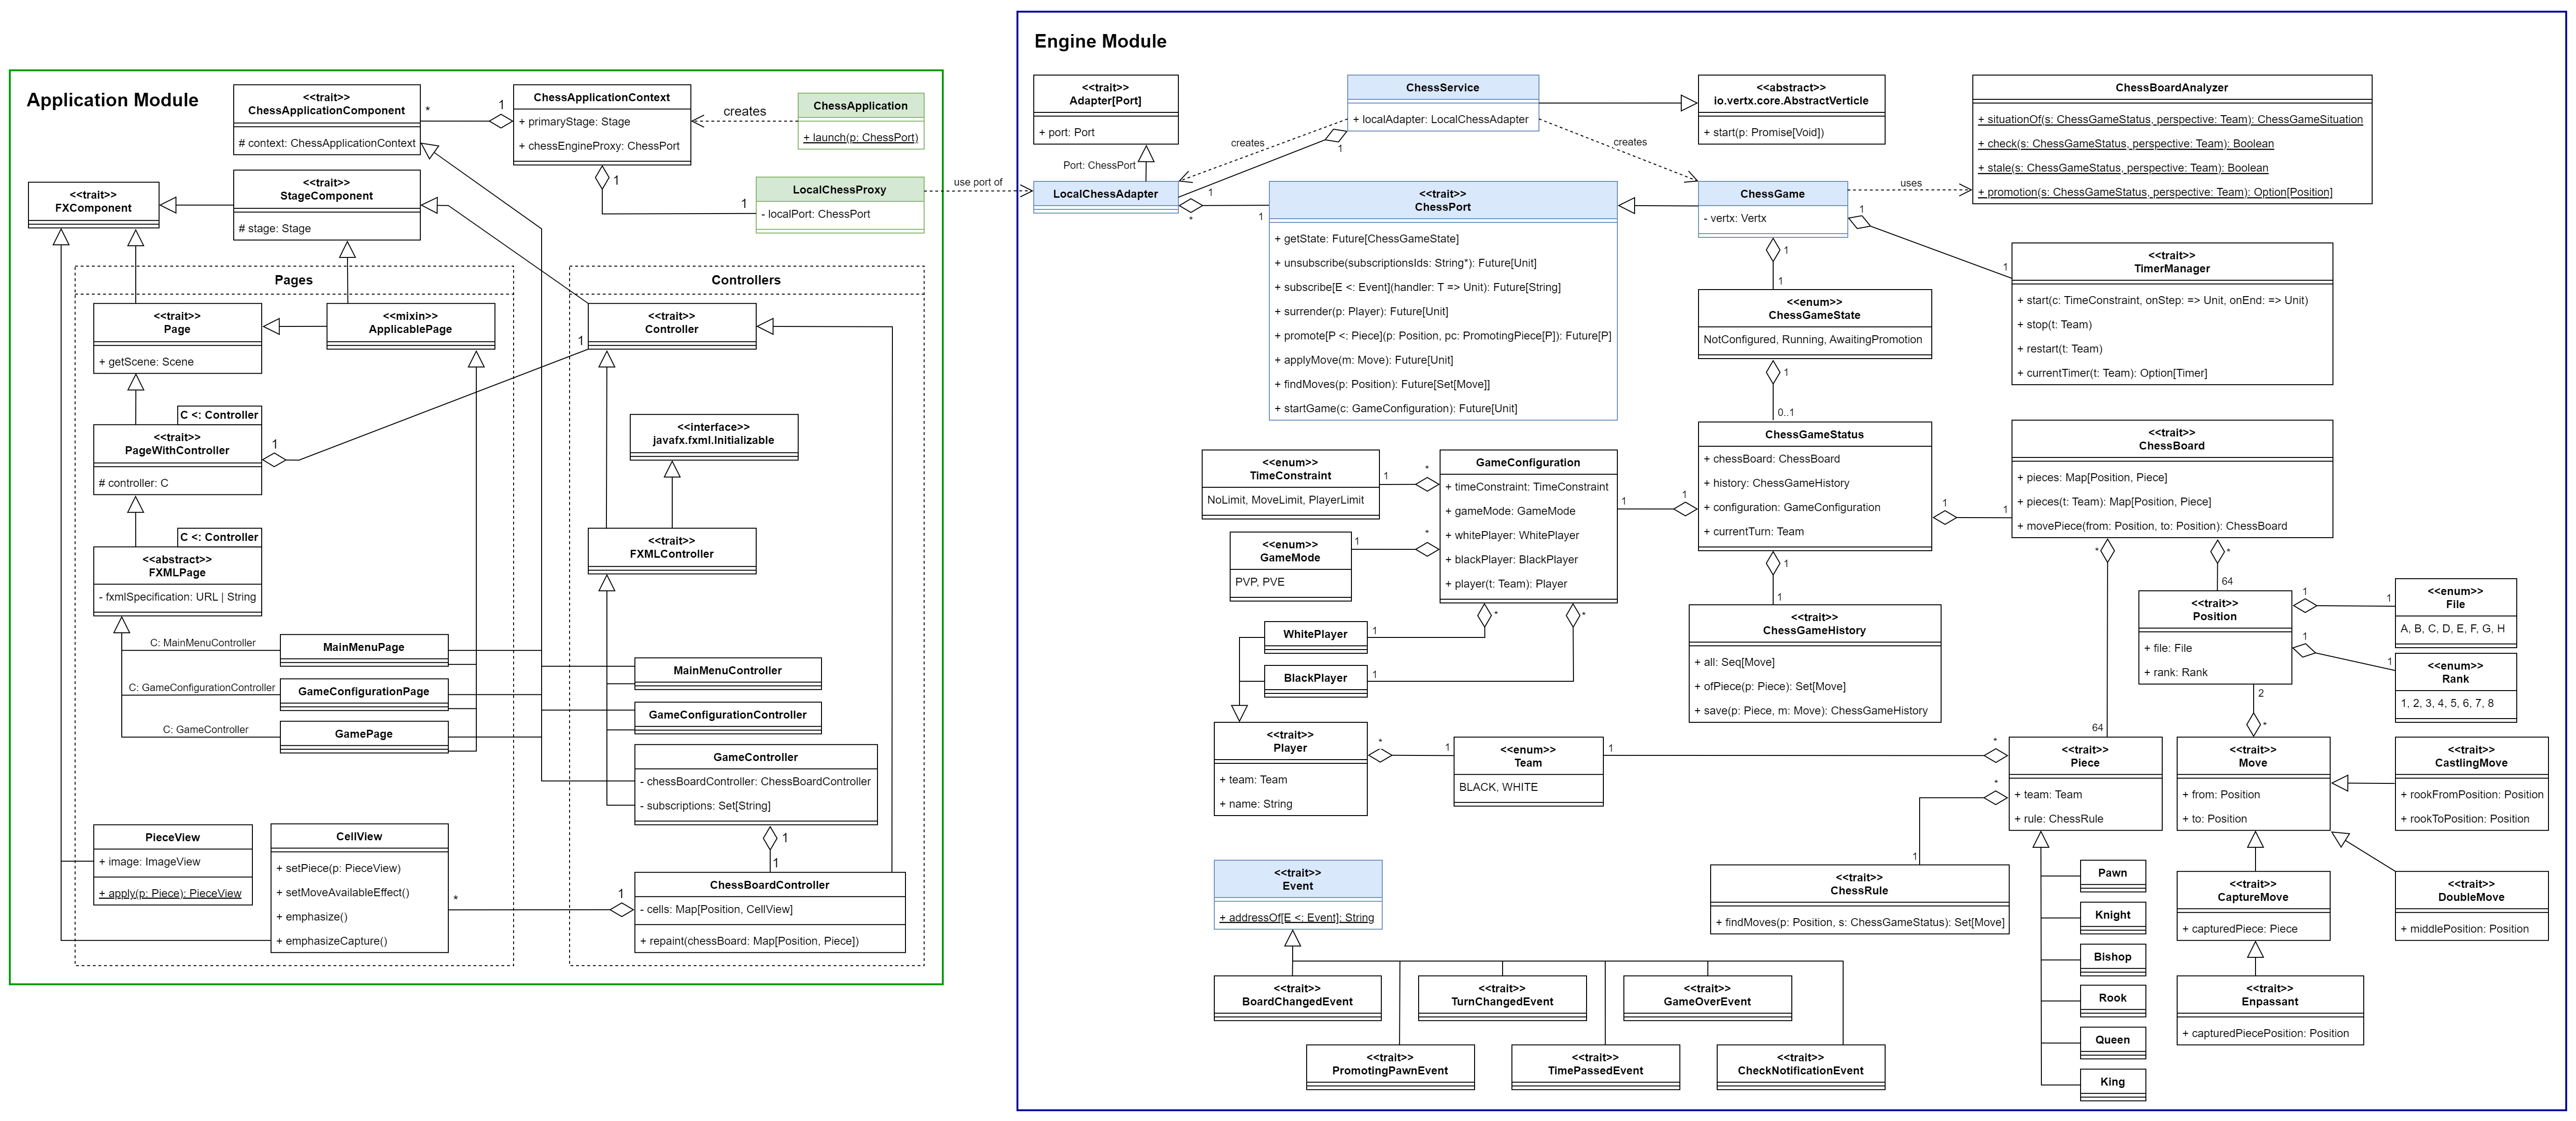 Application Module
<<trait>>
ChessApplicationComponent
# context: ChessApplicationContext
*
1
ChessApplicationContext
+ primaryStage: Stage
+ chessEngineProxy: ChessPort
creates
ChessApplication
+ launch(p: ChessPort)
1
1
LocalChessProxy
- localPort: ChessPort
<<trait>>
FXComponent
<<trait>>
StageComponent
# stage: Stage
Pages
<<trait>>
Page
+ getScene: Scene
<<mixin>>
ApplicablePage
C <: Controller
<<trait>>
PageWithController
# controller: C
1
1
C <: Controller
<<abstract>>
FXMLPage
- fxmlSpecification: URL | String
C: MainMenuController
MainMenuPage
C: GameConfigurationController
GameConfigurationPage
C: GameController
GamePage
PieceView
+ image: ImageView
+ apply(p: Piece): PieceView
CellView
+ setPiece(p: PieceView)
+ setMoveAvailableEffect()
+ emphasize()
+ emphasizeCapture()
Controllers
<<trait>>
Controller
<<interface>>
javafx.fxml.Initializable
<<trait>>
FXMLController
MainMenuController
GameConfigurationController
GameController
- chessBoardController: ChessBoardController
- subscriptions: Set[String]
1
1
*
1
ChessBoardController
- cells: Map[Position, CellView]
+ repaint(chessBoard: Map[Position, Piece])
use port of
Engine Module
<<trait>>
Adapter[Port]
+ port: Port
Port: ChessPort
LocalChessAdapter
creates
1
1
ChessService
+ localAdapter: LocalChessAdapter
creates
<<abstract>>
io.vertx.core.AbstractVerticle
+ start(p: Promise[Void])
ChessBoardAnalyzer
+ situationOf(s: ChessGameStatus, perspective: Team): ChessGameSituation
+ check(s: ChessGameStatus, perspective: Team): Boolean
+ stale(s: ChessGameStatus, perspective: Team): Boolean
+ promotion(s: ChessGameStatus, perspective: Team): Option[Position]
*
1
<<trait>>
ChessPort
+ getState: Future[ChessGameState]
+ unsubscribe(subscriptionsIds: String*): Future[Unit]
+ subscribe[E <: Event](handler: T => Unit): Future[String]
+ surrender(p: Player): Future[Unit]
+ promote[P <: Piece](p: Position, pc: PromotingPiece[P]): Future[P]
+ applyMove(m: Move): Future[Unit]
+ findMoves(p: Position): Future[Set[Move]]
+ startGame(c: GameConfiguration): Future[Unit]
ChessGame
- vertx: Vertx
uses
1
1
<<trait>>
TimerManager
+ start(c: TimeConstraint, onStep: => Unit, onEnd: => Unit)
+ stop(t: Team)
+ restart(t: Team)
+ currentTimer(t: Team): Option[Timer]
1
1
<<enum>>
ChessGameState
NotConfigured, Running, AwaitingPromotion
1
0..1
ChessGameStatus
+ chessBoard: ChessBoard
+ history: ChessGameHistory
+ configuration: GameConfiguration
+ currentTurn: Team
<<enum>>
TimeConstraint
NoLimit, MoveLimit, PlayerLimit
1
*
<<enum>>
GameMode
PVP, PVE
1
*
GameConfiguration
+ timeConstraint: TimeConstraint
+ gameMode: GameMode
+ whitePlayer: WhitePlayer
+ blackPlayer: BlackPlayer
+ player(t: Team): Player
1
1
1
1
<<trait>>
ChessBoard
+ pieces: Map[Position, Piece]
+ pieces(t: Team): Map[Position, Piece]
+ movePiece(from: Position, to: Position): ChessBoard
1
1
<<trait>>
ChessGameHistory
+ all: Seq[Move]
+ ofPiece(p: Piece): Set[Move]
+ save(p: Piece, m: Move): ChessGameHistory
*
64
*
64
<<trait>>
Position
+ file: File
+ rank: Rank
1
1
<<enum>>
File
A, B, C, D, E, F, G, H
1
1
<<enum>>
Rank
1, 2, 3, 4, 5, 6, 7, 8
WhitePlayer
1
*
BlackPlayer
1
*
<<trait>>
Player
+ team: Team
+ name: String
*
1
<<enum>>
Team
BLACK, WHITE
1
*
<<trait>>
Piece
+ team: Team
+ rule: ChessRule
*
1
<<trait>>
ChessRule
+ findMoves(p: Position, s: ChessGameStatus): Set[Move]
2
*
<<trait>>
Move
+ from: Position
+ to: Position
<<trait>>
CastlingMove
+ rookFromPosition: Position
+ rookToPosition: Position
<<trait>>
CaptureMove
+ capturedPiece: Piece
<<trait>>
DoubleMove
+ middlePosition: Position
<<trait>>
Enpassant
+ capturedPiecePosition: Position
Pawn
Knight
Bishop
Rook
Queen
King
<<trait>>
Event
+ addressOf[E <: Event]: String
<<trait>>
BoardChangedEvent
<<trait>>
TurnChangedEvent
<<trait>>
GameOverEvent
<<trait>>
PromotingPawnEvent
<<trait>>
TimePassedEvent
<<trait>>
CheckNotificationEvent